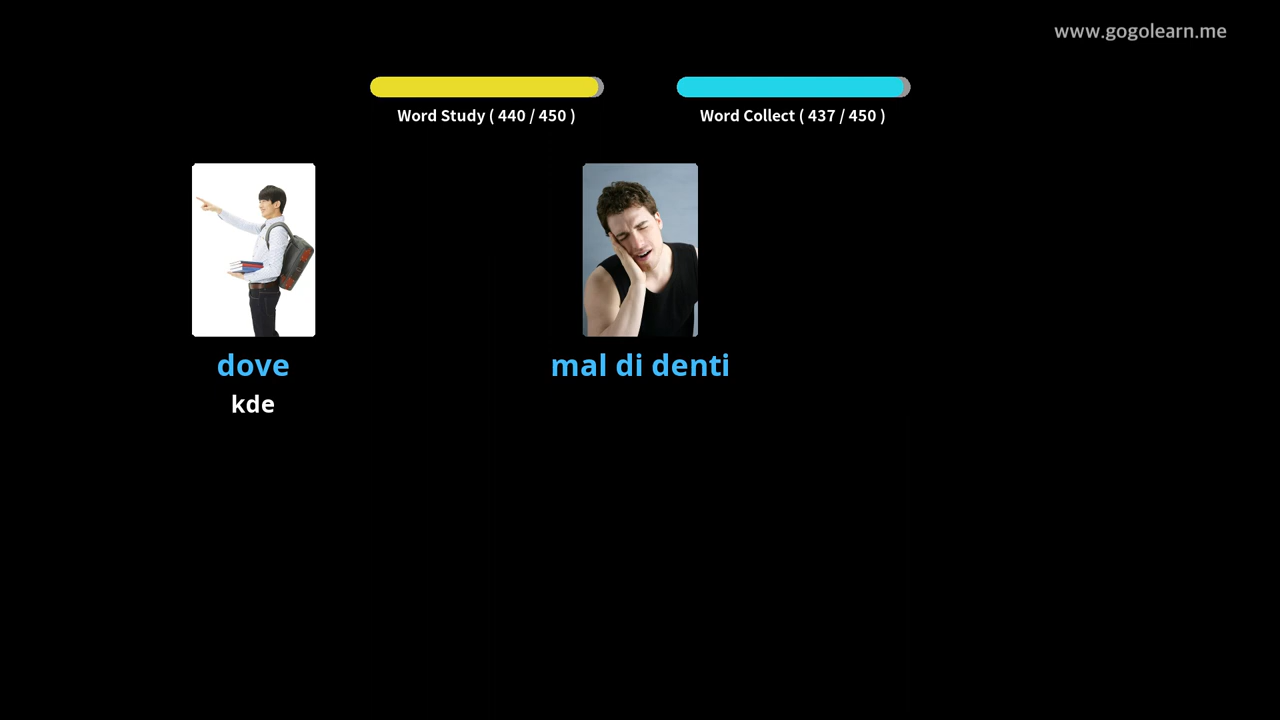 www.gogolearn.me
Word Study ( 440 / 450 )
Word Collect ( 437 / 450 )
dove
mal di denti
kde